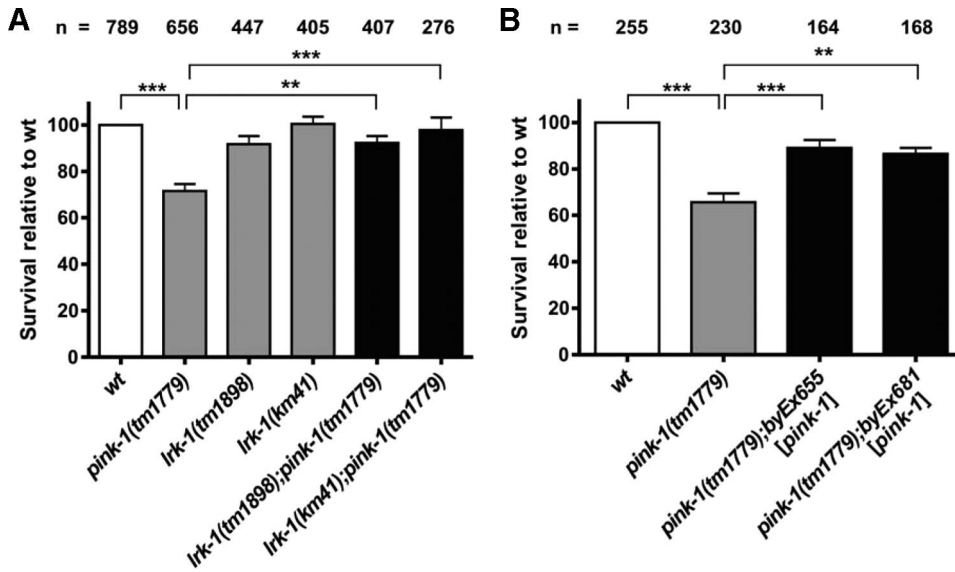 A
n = 789 656 447 405 407 276
***
*** **
Survival relative to wt
100
80
60
40
20
0
wt
pink-1(tm1779)
lrk-1(tm1898)
lrk-1(km41)
lrk-1(tm1898);pink-1(tm1779)
lrk-1(km41);pink-1(tm1779)
B
n = 255 230 164 168
**
*** ***
Survival relative to wt
100
80
60
40
20
0
wt
pink-1(tm1779)
pink-1(tm1779);byEx655
[pink-1]
pink-1(tm1779);byEx681
[pink-1]